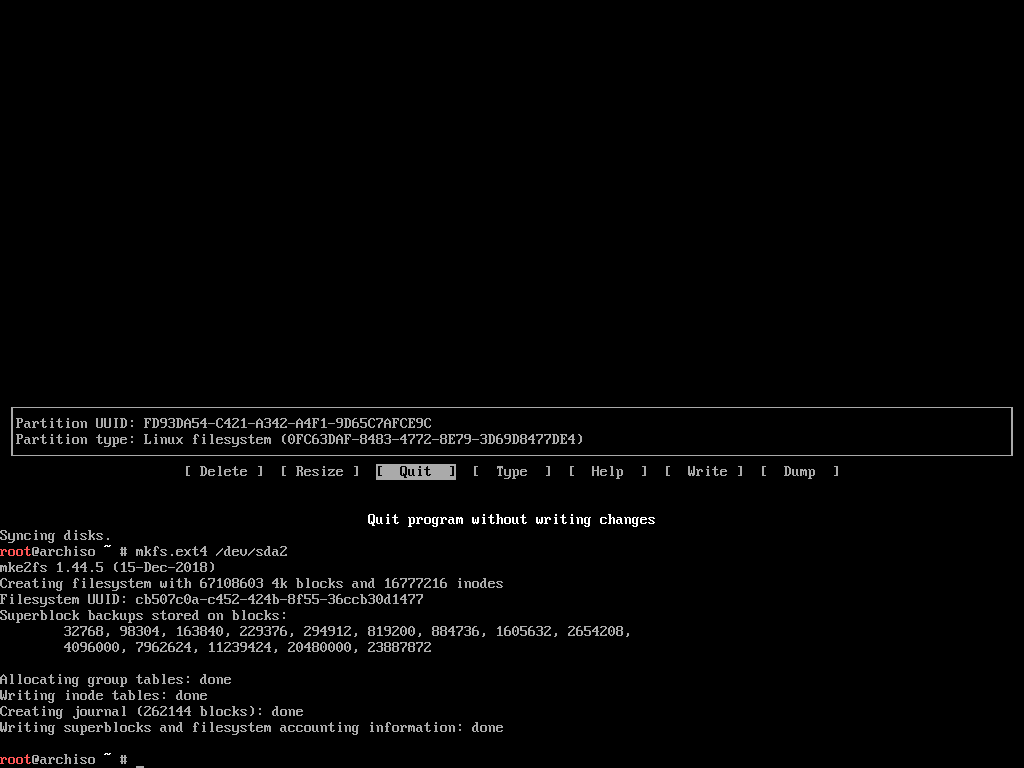 Partition UUID: FD93DA54-C421-A342-A4F1-9D65C7AFCE9C
Partition type: Linux filesystem (0FC63DAF-8483-4772-8E79-3D69D8477DE4)
[ Delete ]  [ Resize ]  [  Quit  ]  [  Type  ]  [  Help  ]  [  Write ]  [  Dump  ]
Quit program without writing changes
Syncing disks.
root@archiso ~ # mkfs.ext4 /dev/sda2
mke2fs 1.44.5 (15-Dec-2018)
Creating filesystem with 67108603 4k blocks and 16777216 inodes
Filesystem UUID: cb507c0a-c452-424b-8f55-36ccb30d1477
Superblock backups stored on blocks:
32768, 98304, 163840, 229376, 294912, 819200, 884736, 1605632, 2654208,
4096000, 7962624, 11239424, 20480000, 23887872
Allocating group tables: done
Writing inode tables: done
Creating journal (262144 blocks): done
Writing superblocks and filesystem accounting information: done
root@archiso ~ # _